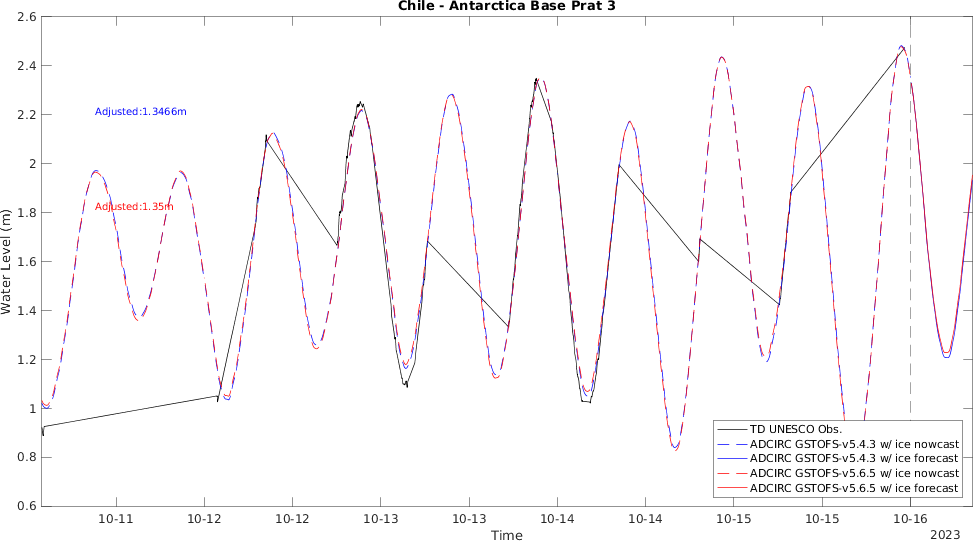 Chile - Antarctica Base Prat 3
2.6
2.4
2.2
2
1.8
1.6
1.4
1.2
1
0.8
0.6
Water Level (m)
Adjusted:1.3466m
Adjusted:1.35m
TD UNESCO Obs.
ADCIRC GSTOFS-v5.4.3 w/ ice nowcast
ADCIRC GSTOFS-v5.4.3 w/ ice forecast
ADCIRC GSTOFS-v5.6.5 w/ ice nowcast
ADCIRC GSTOFS-v5.6.5 w/ ice forecast
10-11 10-12 10-12 10-13 10-13 10-14 10-14 10-15 10-15 10-16
Time
2023